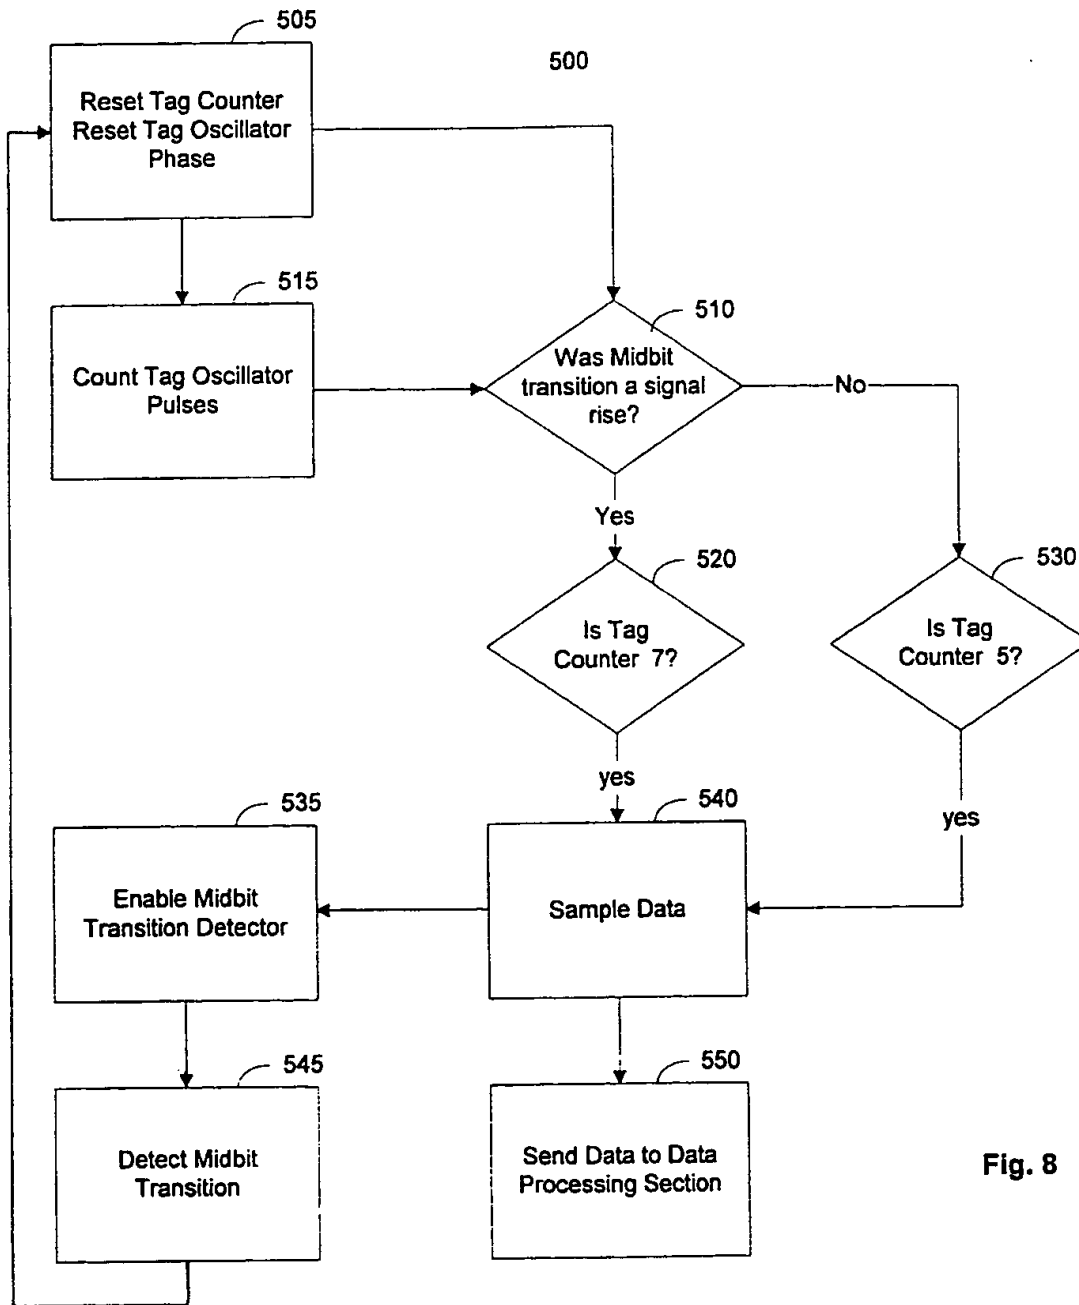 505
500
Reset Tag Counter
Reset Tag Oscillator
Phase
515
Count Tag Oscillator
Pulses
510
Was Midbit
transition a signal
rise?
No
Yes
520
Is Tag
Counter 7?
530
Is Tag
Counter 5?
yes
yes
535
Enable Midbit
Transition Detector
540
Sample Data
545
Detect Midbit
Transition
550
Send Data to Data
Processing Section
Fig. 8